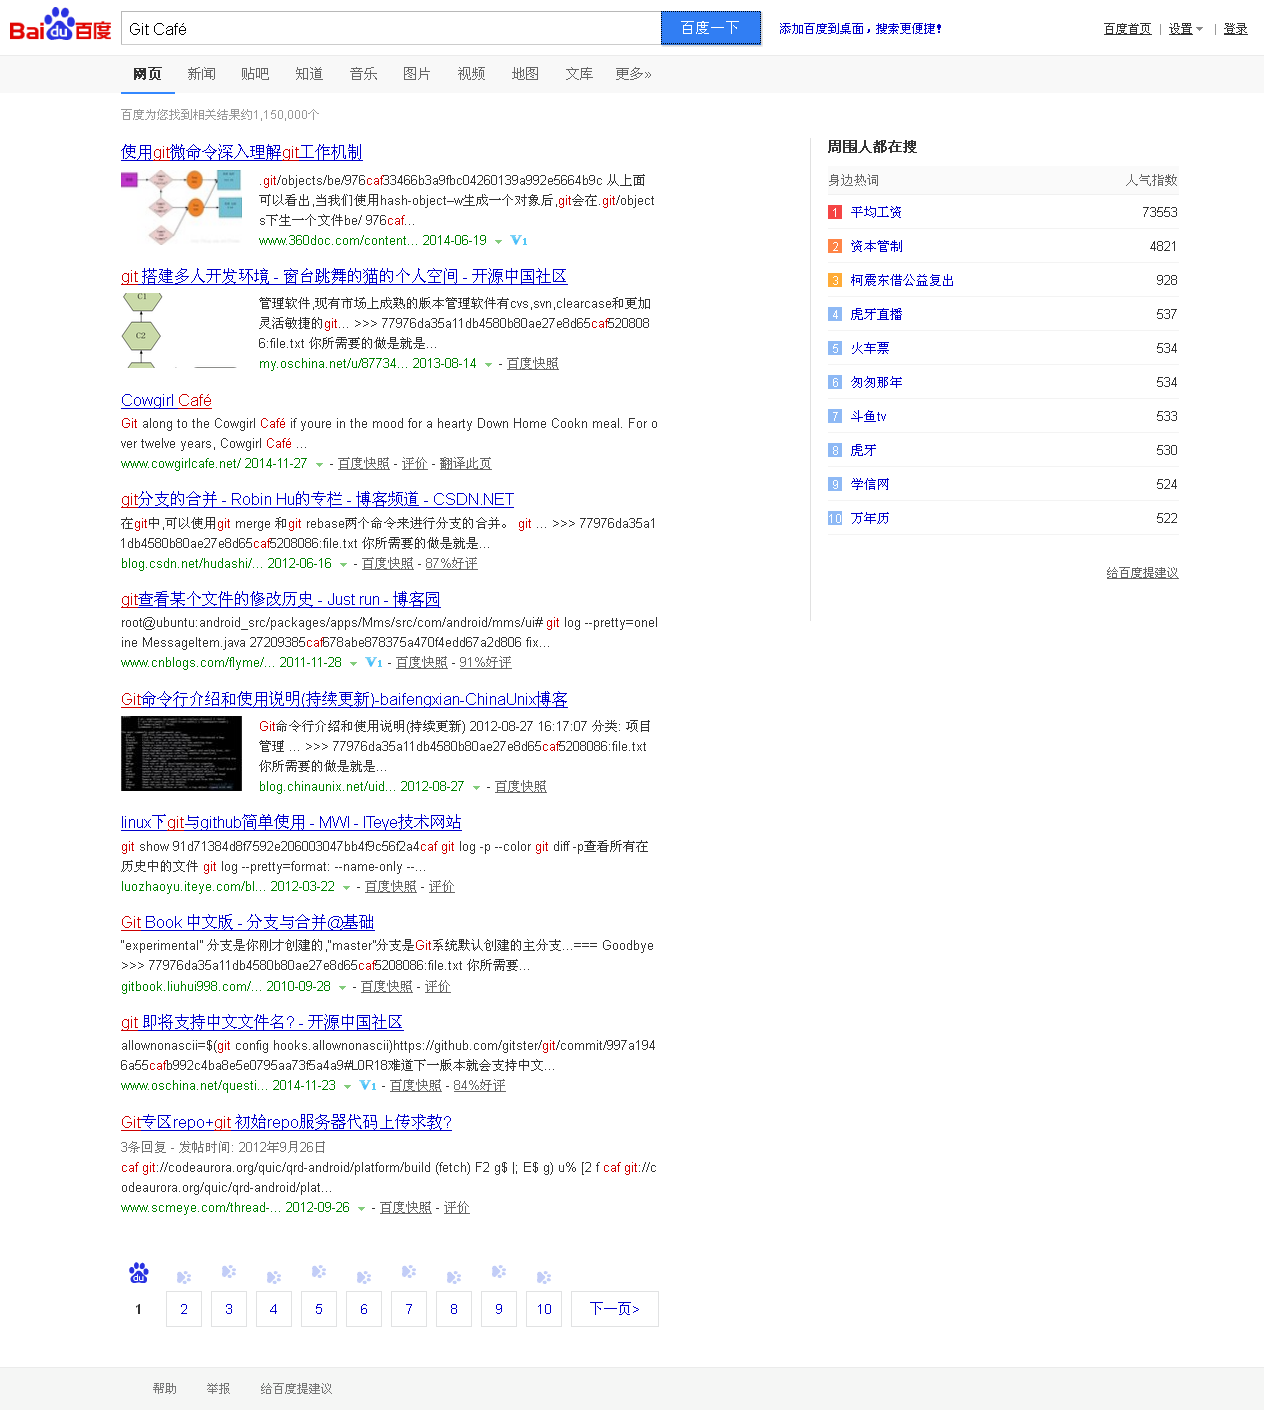 Bai du 百度
Git Café
百度一下
添加百度到桌面，搜索更便捷！
百度首页 | 设置 | 登录
网页 新闻 贴吧 知道 音乐 图片 视频 地图 文库 更多»
百度为您找到相关结果约1,150,000个
使用git微命令深入理解git工作机制
.git/objects/be/976caf33466b3a9fbc04260139a992e5664b9c 从上面
可以看出,当我们使用hash-object–w生成一个对象后,git会在.git/object
s下生一个文件be/ 976caf...
www.360doc.com/content... 2014-06-19 V1
git 搭建多人开发环境 - 窗台跳舞的猫的个人空间 - 开源中国社区
C1
C2
管理软件,现有市场上成熟的版本管理软件有cvs,svn,clearcase和更加
灵活敏捷的git... >>> 77976da35a11db4580b80ae27e8d65caf520808
6:file.txt 你所需要的做是就是...
my.oschina.net/u/87734... 2013-08-14 - 百度快照
Cowgirl Café
Git along to the Cowgirl Café if youre in the mood for a hearty Down Home Cookn meal. For o
ver twelve years, Cowgirl Café ...
www.cowgirlcafe.net/ 2014-11-27 - 百度快照 - 评价 - 翻译此页
git分支的合并 - Robin Hu的专栏 - 博客频道 - CSDN.NET
在git中,可以使用git merge 和git rebase两个命令来进行分支的合并。 git ... >>> 77976da35a1
1db4580b80ae27e8d65caf5208086:file.txt 你所需要的做是就是...
blog.csdn.net/hudashi/... 2012-06-16 - 百度快照 - 87%好评
git查看某个文件的修改历史 - Just run - 博客园
root@ubuntu:android_src/packages/apps/Mms/src/com/android/mms/ui# git log --pretty=onel
ine MessageItem.java 27209385caf678abe878375a470f4edd67a2d806 fix...
www.cnblogs.com/flyme/... 2011-11-28 V1 - 百度快照 - 91%好评
Git命令行介绍和使用说明(持续更新)-baifengxian-ChinaUnix博客
Git命令行介绍和使用说明(持续更新) 2012-08-27 16:17:07 分类: 项目
管理 ... >>> 77976da35a11db4580b80ae27e8d65caf5208086:file.txt
你所需要的做是就是...
blog.chinaunix.net/uid... 2012-08-27 - 百度快照
linux下git与github简单使用 - MWI - ITeye技术网站
git show 91d71384d8f7592e206003047bb4f9c56f2a4caf git log -p --color git diff -p查看所有在
历史中的文件 git log --pretty=format: --name-only --...
luozhaoyu.iteye.com/bl... 2012-03-22 - 百度快照 - 评价
Git Book 中文版 - 分支与合并@基础
"experimental" 分支是你刚才创建的,"master"分支是Git系统默认创建的主分支...=== Goodbye
>>> 77976da35a11db4580b80ae27e8d65caf5208086:file.txt 你所需要...
gitbook.liuhui998.com/... 2010-09-28 - 百度快照 - 评价
git 即将支持中文文件名? - 开源中国社区
allownonascii=$(git config hooks.allownonascii)https://github.com/gitster/git/commit/997a194
6a55cafb992c4ba8e5e0795aa73f5a4a9#L0R18难道下一版本就会支持中文...
www.oschina.net/questi... 2014-11-23 V1 - 百度快照 - 84%好评
Git专区repo+git 初始repo服务器代码上传求教?
3条回复 - 发帖时间: 2012年9月26日
caf git://codeaurora.org/quic/qrd-android/platform/build (fetch) F2 g$ |; E$ g) u% [2 f caf git://c
odeaurora.org/quic/qrd-android/plat...
www.scmeye.com/thread-... 2012-09-26 - 百度快照 - 评价
周围人都在搜
身边热词 人气指数
1 平均工资 73553
2 资本管制 4821
3 柯震东借公益复出 928
4 虎牙直播 537
5 火车票 534
6 匆匆那年 534
7 斗鱼tv 533
8 虎牙 530
9 学信网 524
10 万年历 522
给百度提建议
du
1 2 3 4 5 6 7 8 9 10 下一页>
帮助 举报 给百度提建议